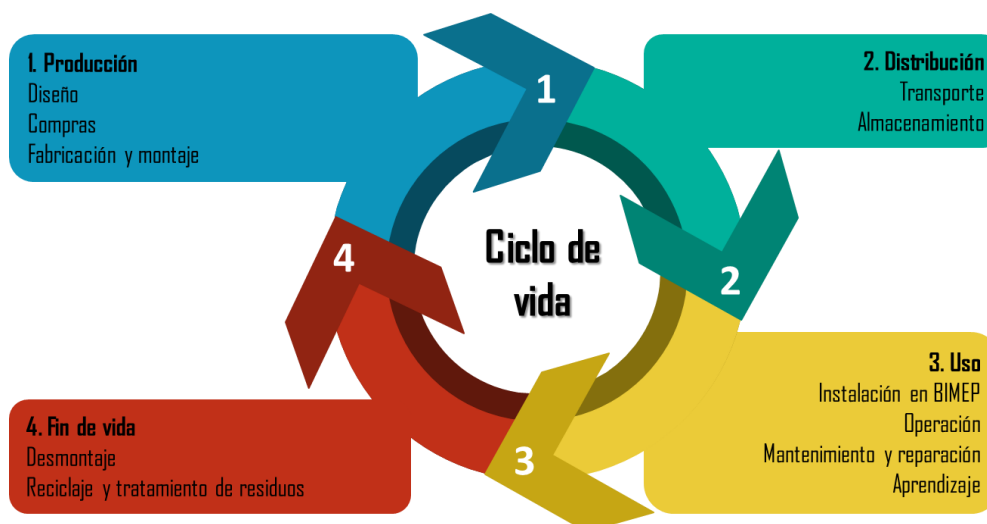 1. Producción
Diseño
Compras
Fabricación y montaje
1
2. Distribución
Transporte
Almacenamiento
2
Ciclo de
vida
3. Uso
Instalación en BIMEP
Operación
Mantenimiento y reparación
Aprendizaje
3
4. Fin de vida
Desmontaje
Reciclaje y tratamiento de residuos
4